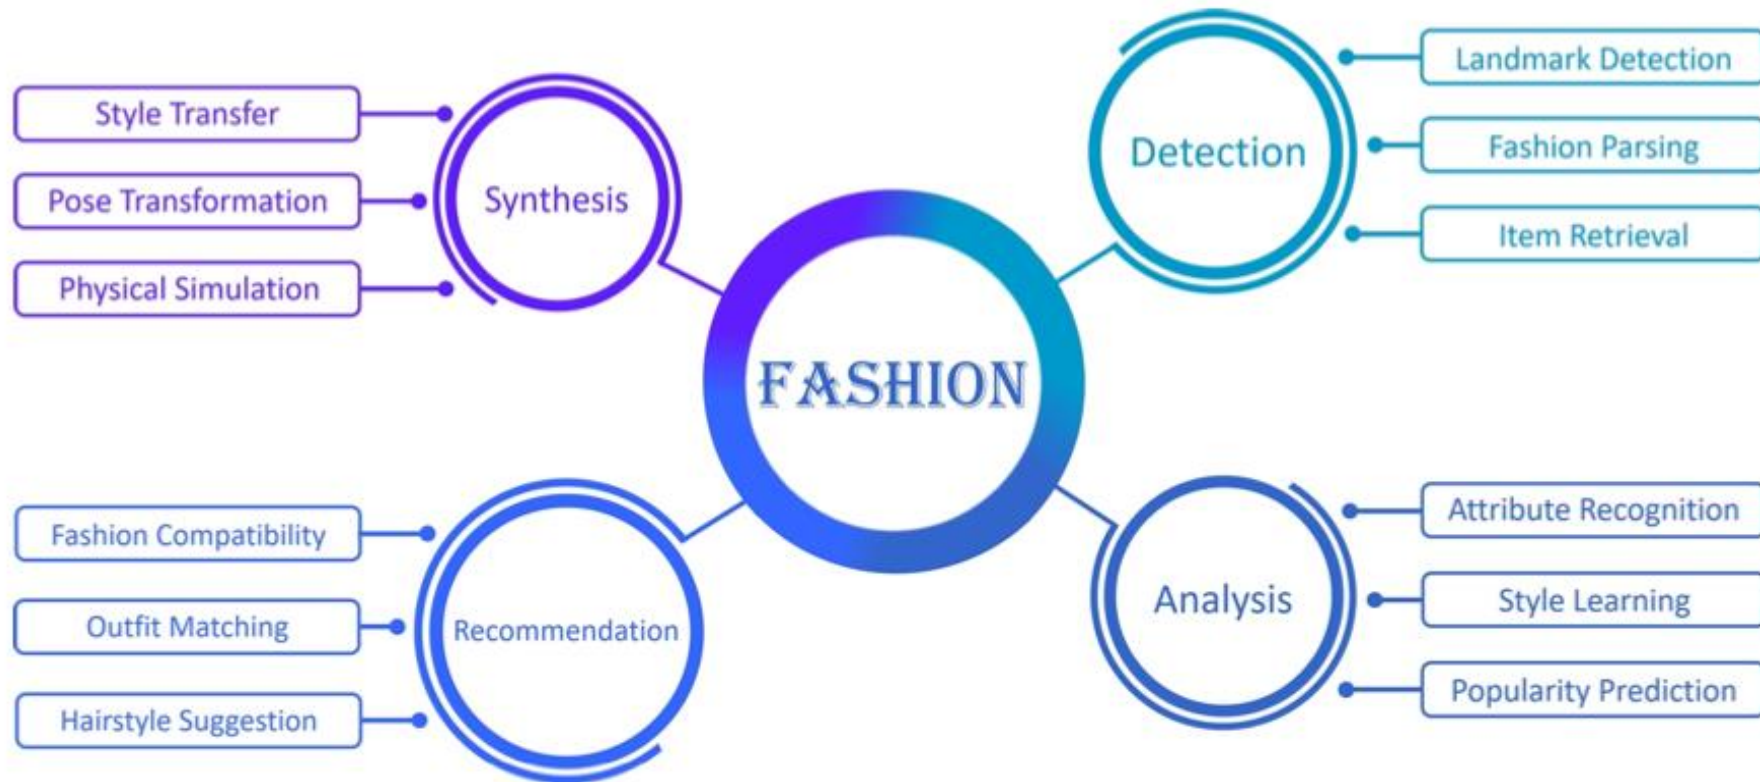 Style Transfer
Pose Transformation
Physical Simulation
Synthesis
Detection
Landmark Detection
Fashion Parsing
Item Retrieval
FASHION
Fashion Compatibility
Outfit Matching
Hairstyle Suggestion
Recommendation
Analysis
Attribute Recognition
Style Learning
Popularity Prediction